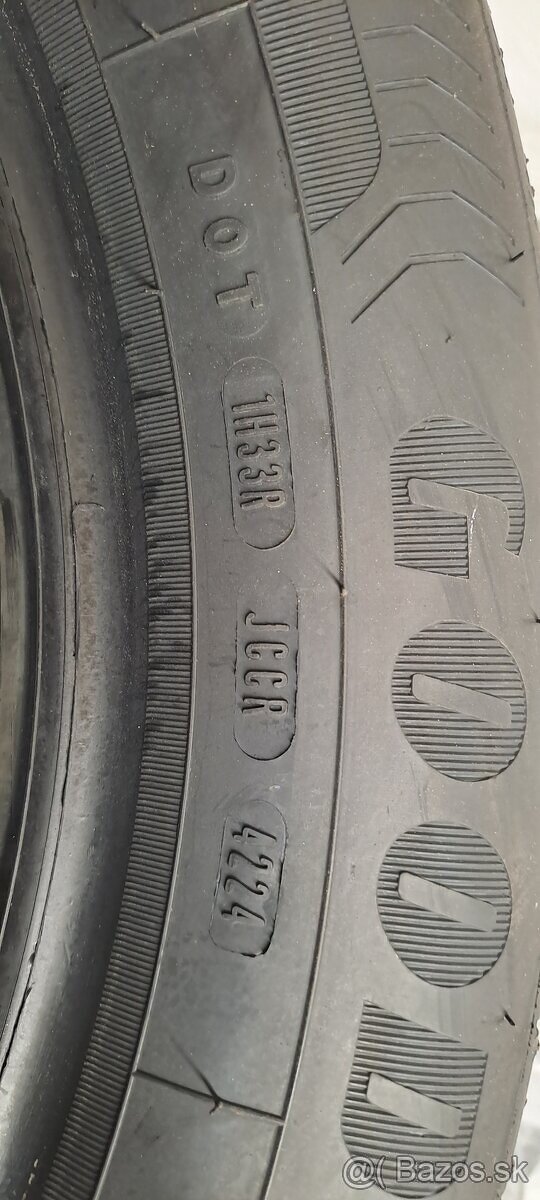 DOT 1H33R JCCR 4224
GOOD
@( Bazos.sk